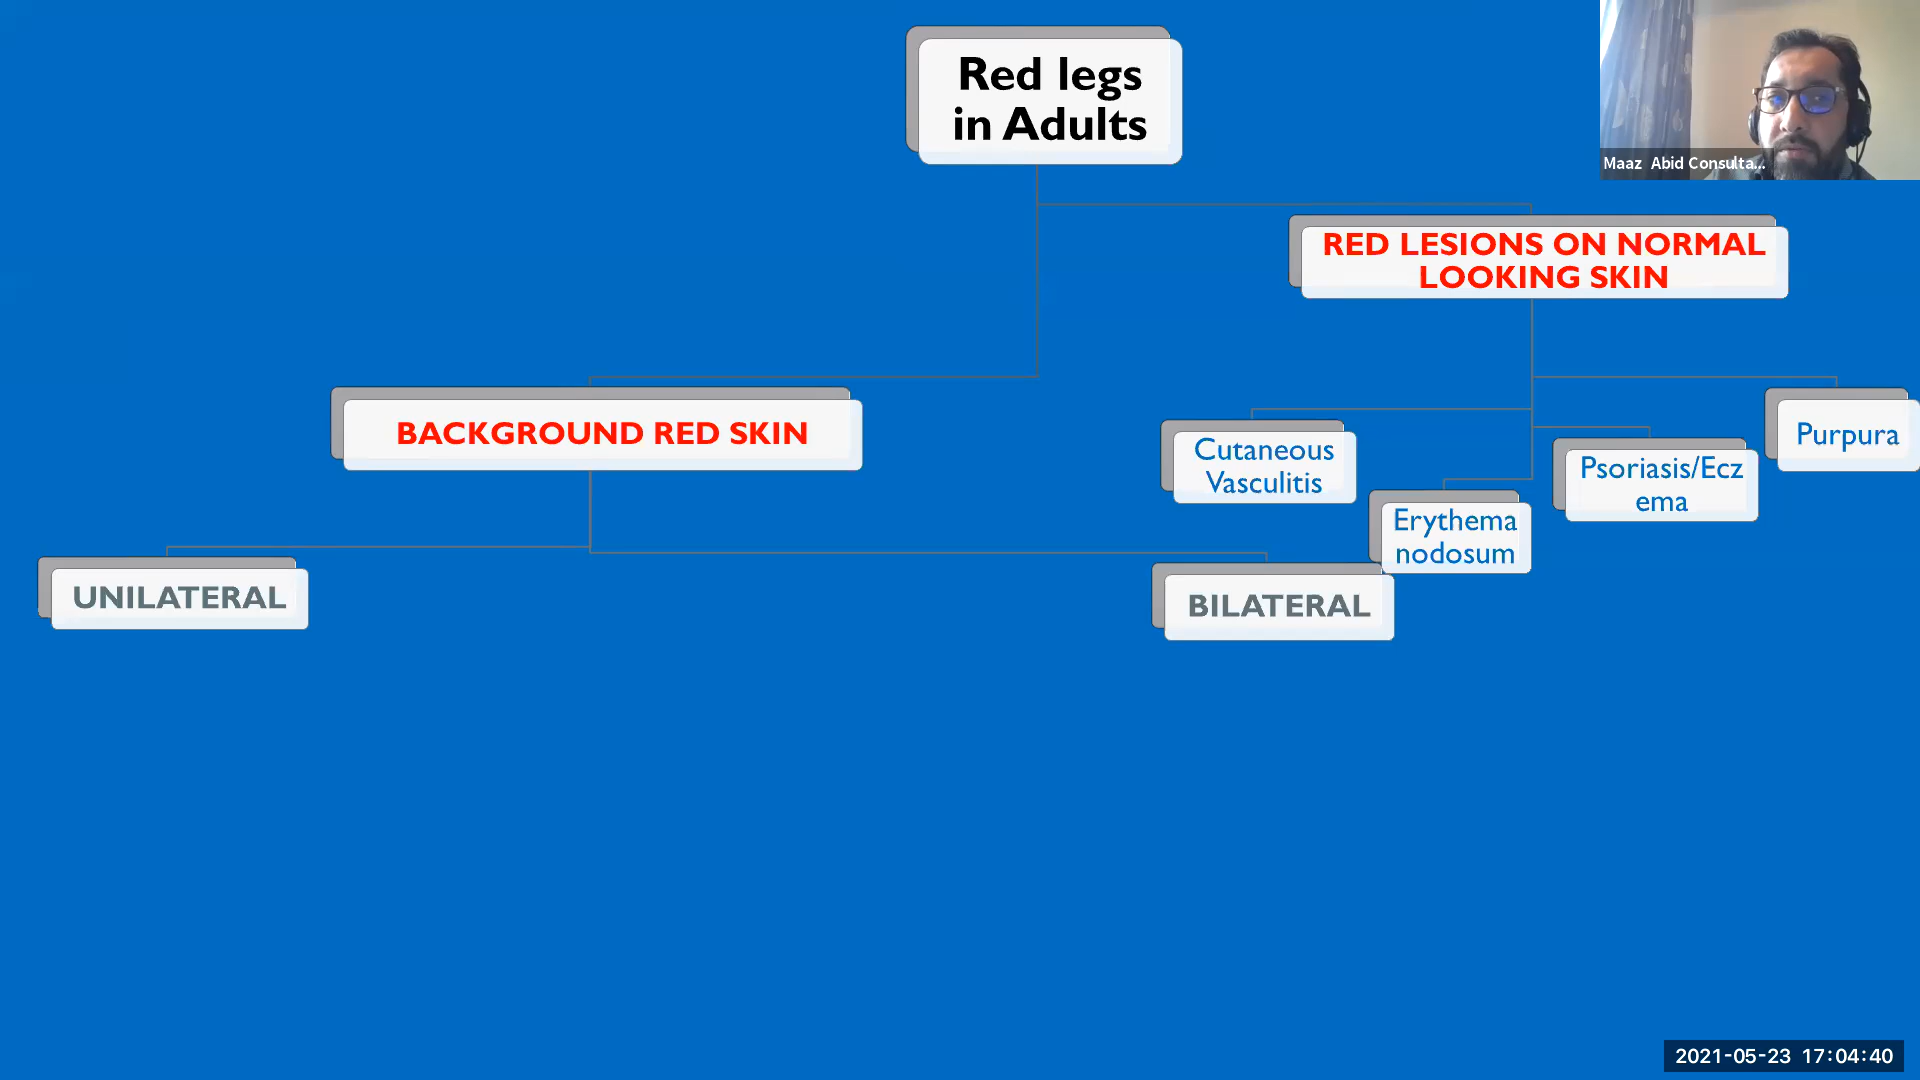 Red legs
in Adults
Maaz Abid Consulta...
RED LESIONS ON NORMAL
LOOKING SKIN
BACKGROUND RED SKIN
Cutaneous
Vasculitis
Erythema
nodosum
Psoriasis/Ecz
ema
Purpura
UNILATERAL
BILATERAL
2021-05-23 17:04:40